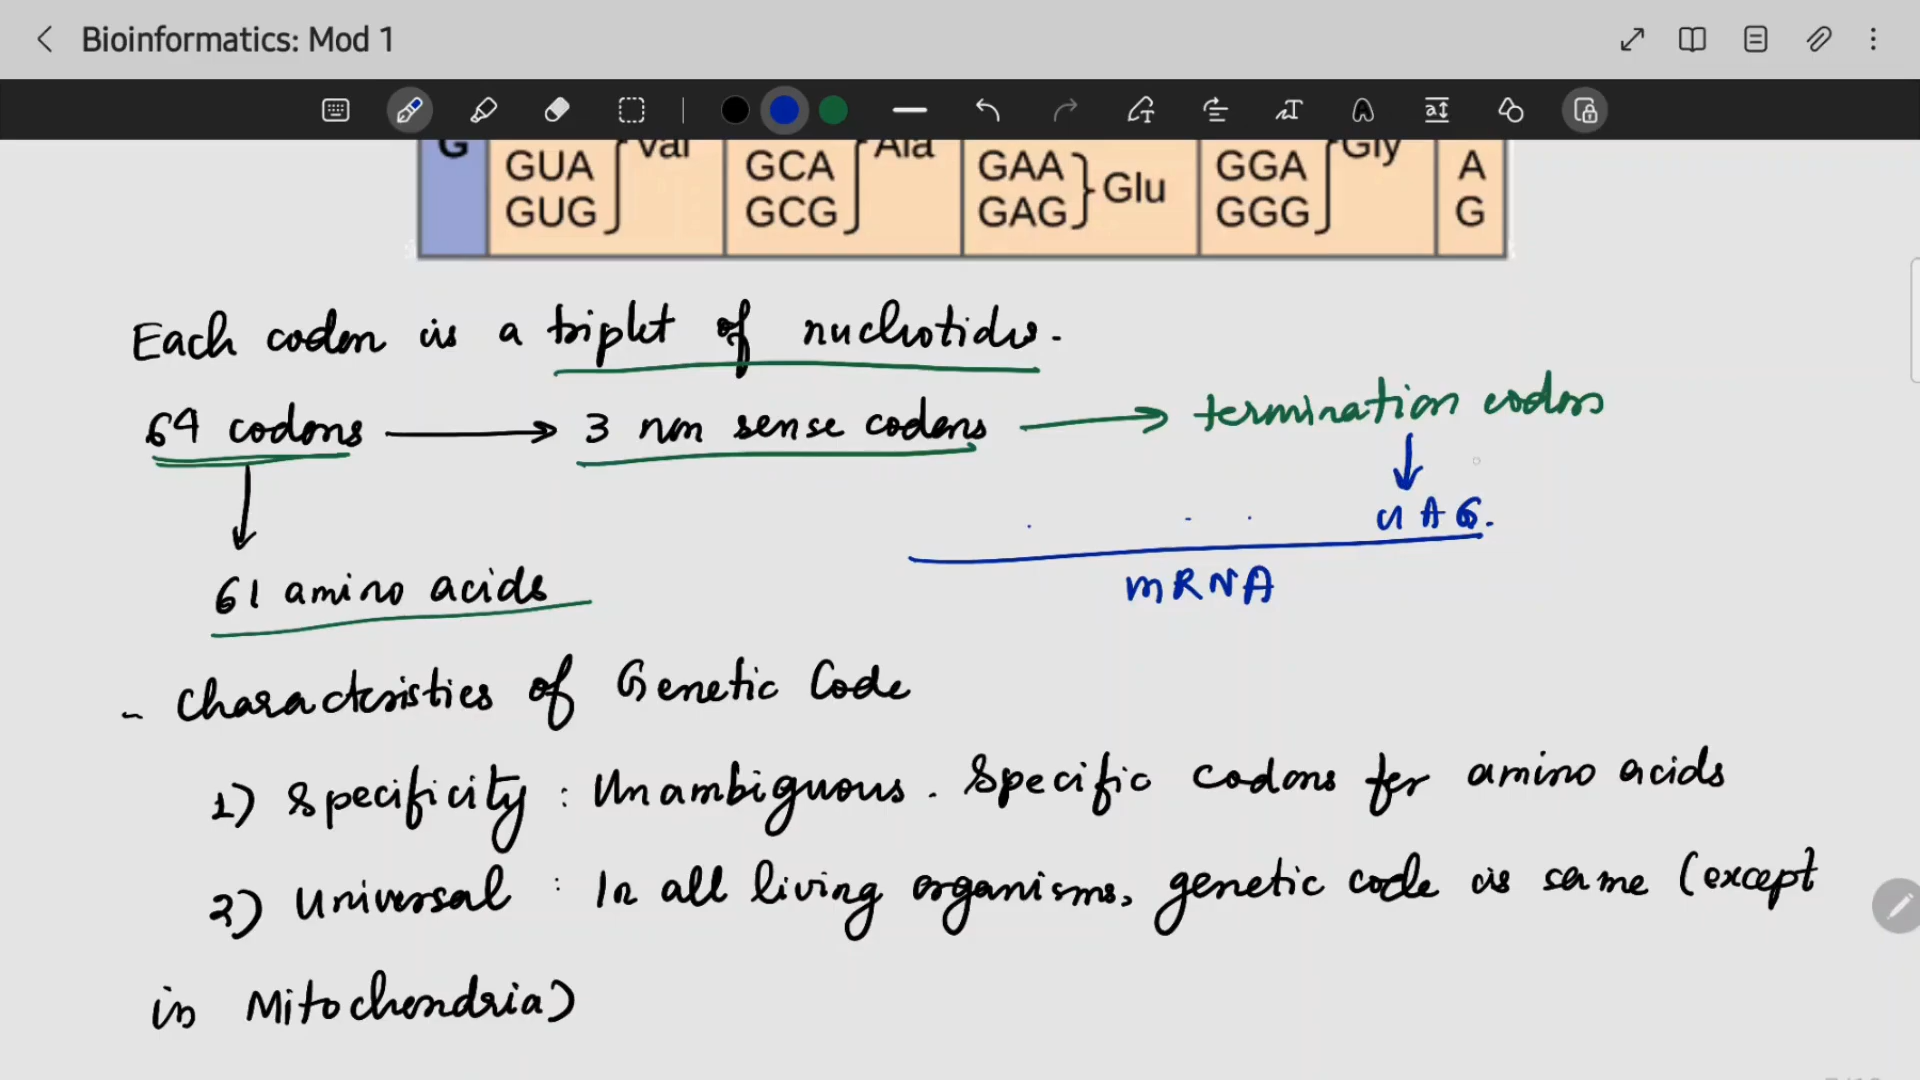 Bioinformatics: Mod 1
G GUA GUG } Val GCA GCG } Ala GAA GAG } Glu GGA GGG } Gly A G
Each codon is a triplet of nucleotides.
64 codons → 3 non sense codons → termination codons
UAG.
mRNA
61 amino acids
- Characteristics of Genetic Code
1) Specificity : Unambiguous. Specific codons for amino acids
2) Universal : In all living organisms, genetic code is same (except
in Mitochondria)